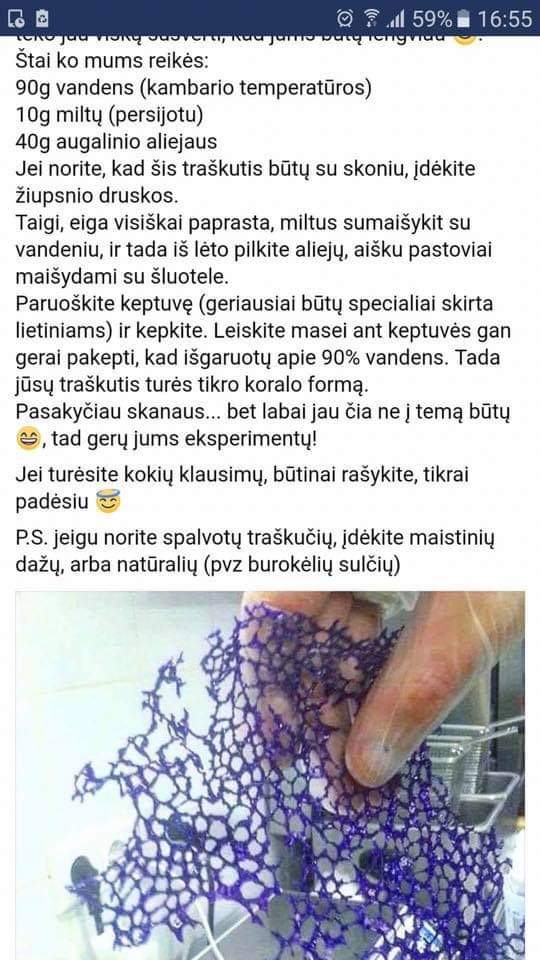 59% 16:55
Štai ko mums reikės:
90g vandens (kambario temperatūros)
10g miltų (persijotu)
40g augalinio aliejaus
Jei norite, kad šis traškutis būtų su skoniu, įdėkite
žiupsnio druskos.
Taigi, eiga visiškai paprasta, miltus sumaišykit su
vandeniu, ir tada iš lėto pilkite aliejų, aišku pastoviai
maišydami su šluotele.
Paruoškite keptuvę (geriausiai būtų specialiai skirta
lietiniams) ir kepkite. Leiskite masei ant keptuvės gan
gerai pakepti, kad išgaruotų apie 90% vandens. Tada
jūsų traškutis turės tikro koralo formą.
Pasakyčiau skanaus... bet labai jau čia ne į temą būtų
😄, tad gerų jums eksperimentų!
Jei turėsite kokių klausimų, būtinai rašykite, tikrai
padėsiu 😇
P.S. jeigu norite spalvotų traškučių, įdėkite maistinių
dažų, arba natūralių (pvz burokėlių sulčių)